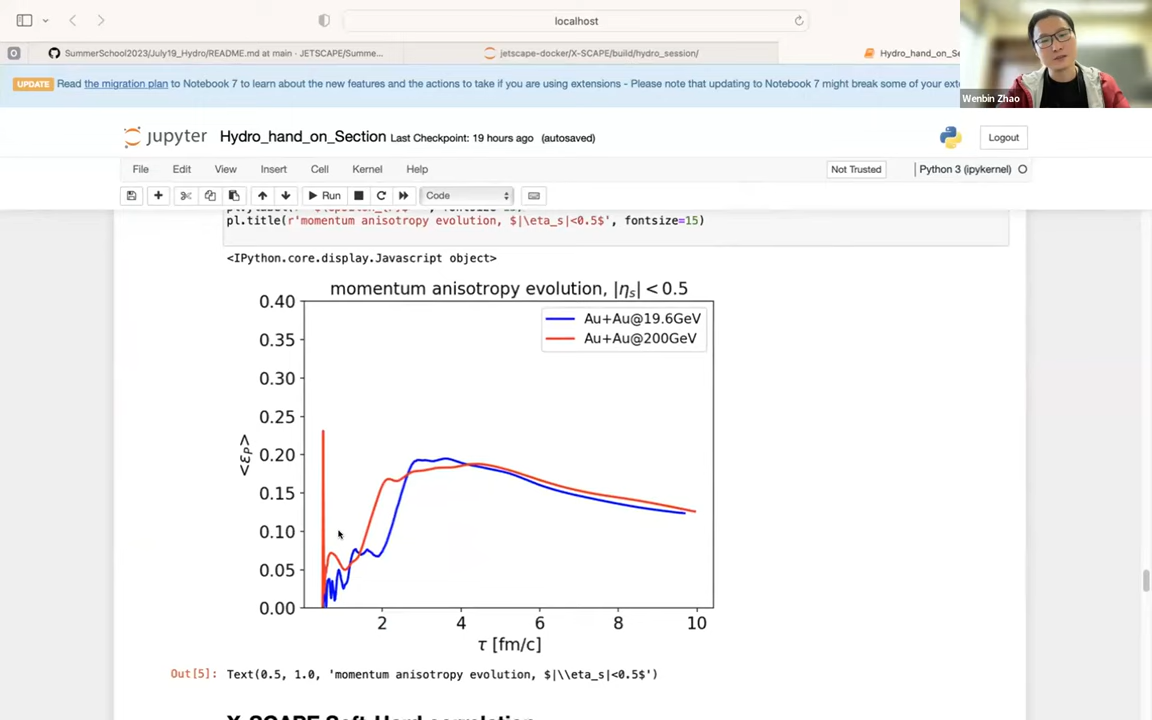 localhost
SummerSchool2023/July19_Hydro/README.md at main · JETSCAPE/Summe...
jetscape-docker/X-SCAPE/build/hydro_session/
Hydro_hand_on_Se
UPDATE Read the migration plan to Notebook 7 to learn about the new features and the actions to take if you are using extensions - Please note that updating to Notebook 7 might break some of your exte
Wenbin Zhao
jupyter Hydro_hand_on_Section Last Checkpoint: 19 hours ago (autosaved)
Logout
File Edit View Insert Cell Kernel Help
Not Trusted
Python 3 (ipykernel)
Run
Code
pl.title(r'momentum anisotropy evolution, $|\eta_s|<0.5$', fontsize=15)
<IPython.core.display.Javascript object>
momentum anisotropy evolution, |ηs| < 0.5
0.40
0.35
0.30
0.25
0.20
0.15
0.10
0.05
0.00
<εP>
Au+Au@19.6GeV
Au+Au@200GeV
2 4 6 8 10
τ [fm/c]
Out[5]: Text(0.5, 1.0, 'momentum anisotropy evolution, $|\\eta_s|<0.5$')
X-SCAPE Soft-Hard correlation